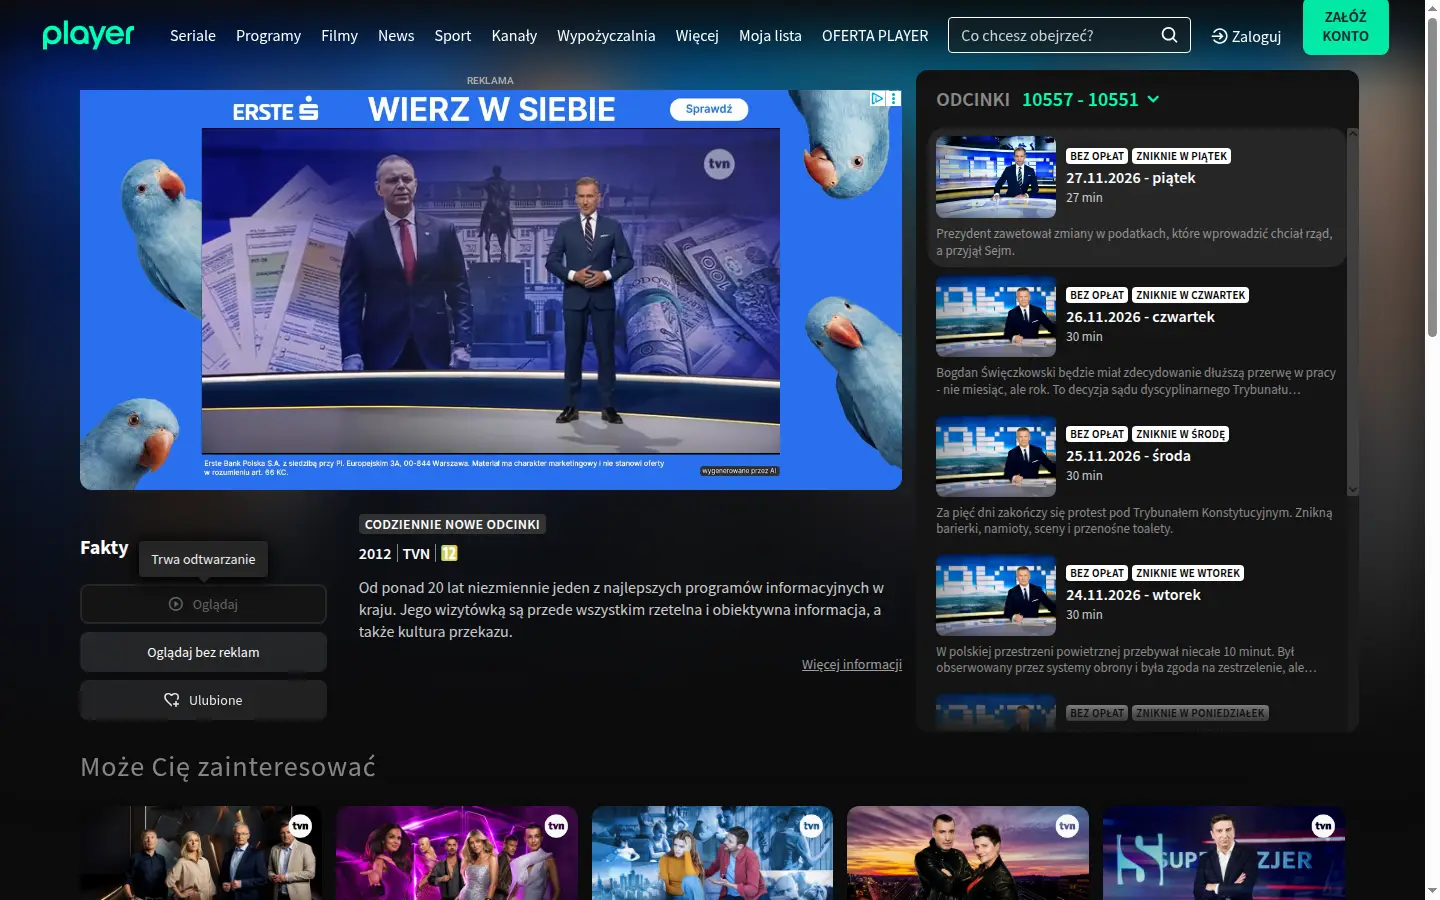 player
Seriale
Programy
Filmy
News
Sport
Kanały
Wypożyczalnia
Więcej
Moja lista
OFERTA PLAYER
Co chcesz obejrzeć?
Zaloguj
ZAŁÓŻ
KONTO
REKLAMA
ERSTE
WIERZ W SIEBIE
Sprawdź
tvn
100
Erste Bank Polska S.A. z siedzibą przy Pl. Europejskim 3A, 00-844 Warszawa. Materiał ma charakter marketingowy i nie stanowi oferty
w rozumieniu art. 66 KC.
wygenerowano przez AI
Fakty
Trwa odtwarzanie
Oglądaj
Oglądaj bez reklam
Ulubione
CODZIENNIE NOWE ODCINKI
2012 | TVN | 12
Od ponad 20 lat niezmiennie jeden z najlepszych programów informacyjnych w
kraju. Jego wizytówką są przede wszystkim rzetelna i obiektywna informacja, a
także kultura przekazu.
Więcej informacji
ODCINKI 10557 - 10551
BEZ OPŁAT ZNIKNIE W PIĄTEK
27.11.2026 - piątek
27 min
Prezydent zawetował zmiany w podatkach, które wprowadzić chciał rząd,
a przyjął Sejm.
BEZ OPŁAT ZNIKNIE W CZWARTEK
26.11.2026 - czwartek
30 min
Bogdan Święczkowski będzie miał zdecydowanie dłuższą przerwę w pracy
- nie miesiąc, ale rok. To decyzja sądu dyscyplinarnego Trybunału…
BEZ OPŁAT ZNIKNIE W ŚRODĘ
25.11.2026 - środa
30 min
Za pięć dni zakończy się protest pod Trybunałem Konstytucyjnym. Znikną
barierki, namioty, sceny i przenośne toalety.
BEZ OPŁAT ZNIKNIE WE WTOREK
24.11.2026 - wtorek
30 min
W polskiej przestrzeni powietrznej przebywał niecałe 10 minut. Był
obserwowany przez systemy obrony i była zgoda na zestrzelenie, ale…
BEZ OPŁAT ZNIKNIE W PONIEDZIAŁEK
Może Cię zainteresować
tvn
tvn
tvn
tvn
tvn